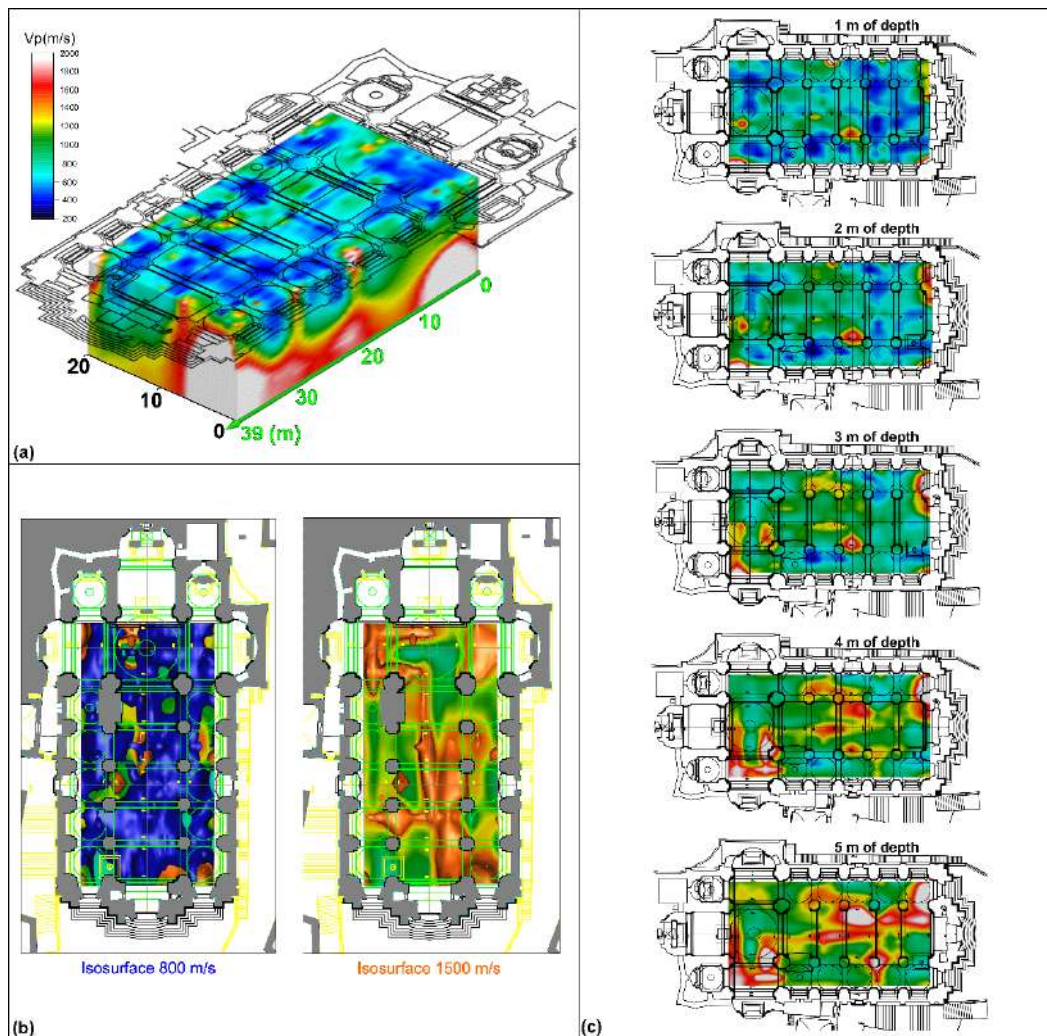 Vp(m/s)
2000
1800
1600
1400
1200
1000
800
600
400
200
20
10
0
39 (m)
30
20
10
0
(a)
Isosurface 800 m/s
Isosurface 1500 m/s
(b)
1 m of depth
2 m of depth
3 m of depth
4 m of depth
5 m of depth
(c)